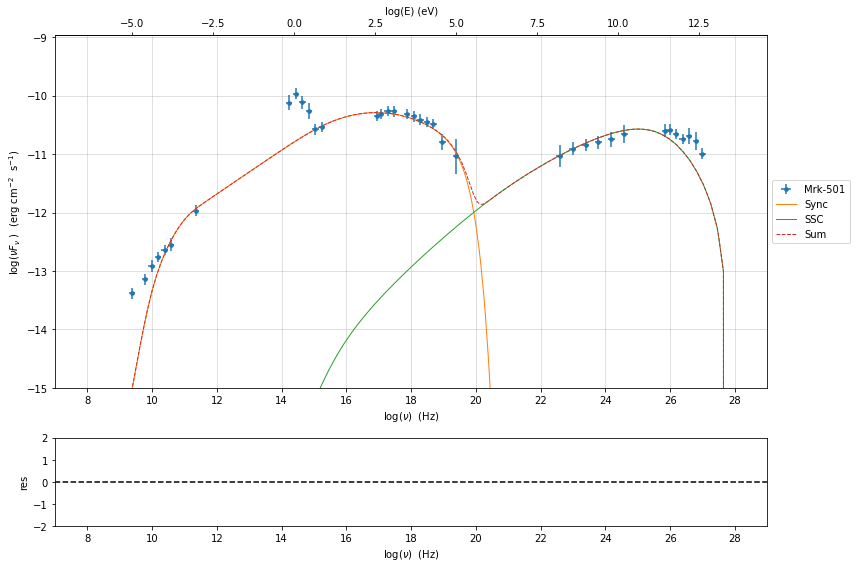 log(E) (eV)
−5.0 −2.5 0.0 2.5 5.0 7.5 10.0 12.5
−9
−10
−11
−12
−13
−14
−15
log(νFν) (erg cm⁻² s⁻¹)
8 10 12 14 16 18 20 22 24 26 28
log(ν) (Hz)
Mrk-501
Sync
SSC
Sum
2
1
0
−1
−2
res
8 10 12 14 16 18 20 22 24 26 28
log(ν) (Hz)